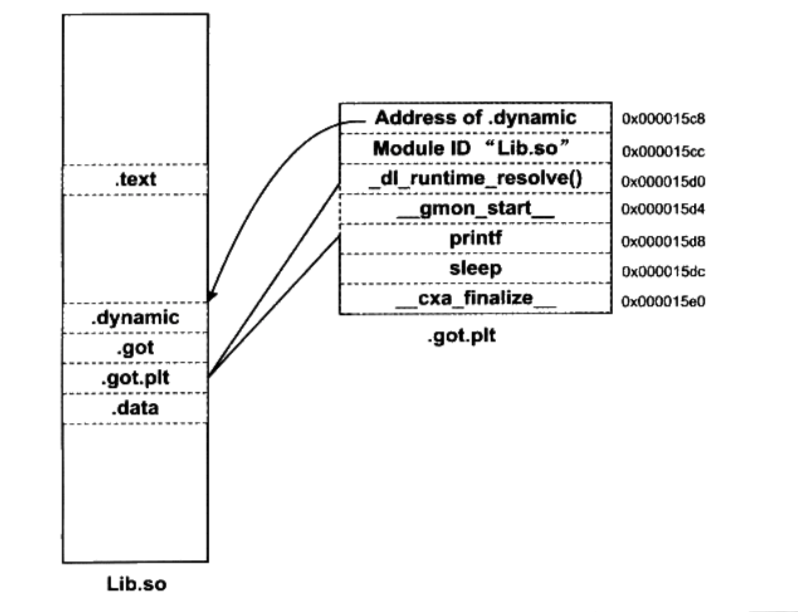 .text
.dynamic
.got
.got.plt
.data
Lib.so
Address of .dynamic 0x000015c8
Module ID “Lib.so” 0x000015cc
_dl_runtime_resolve() 0x000015d0
__gmon_start__ 0x000015d4
printf 0x000015d8
sleep 0x000015dc
__cxa_finalize__ 0x000015e0
.got.plt